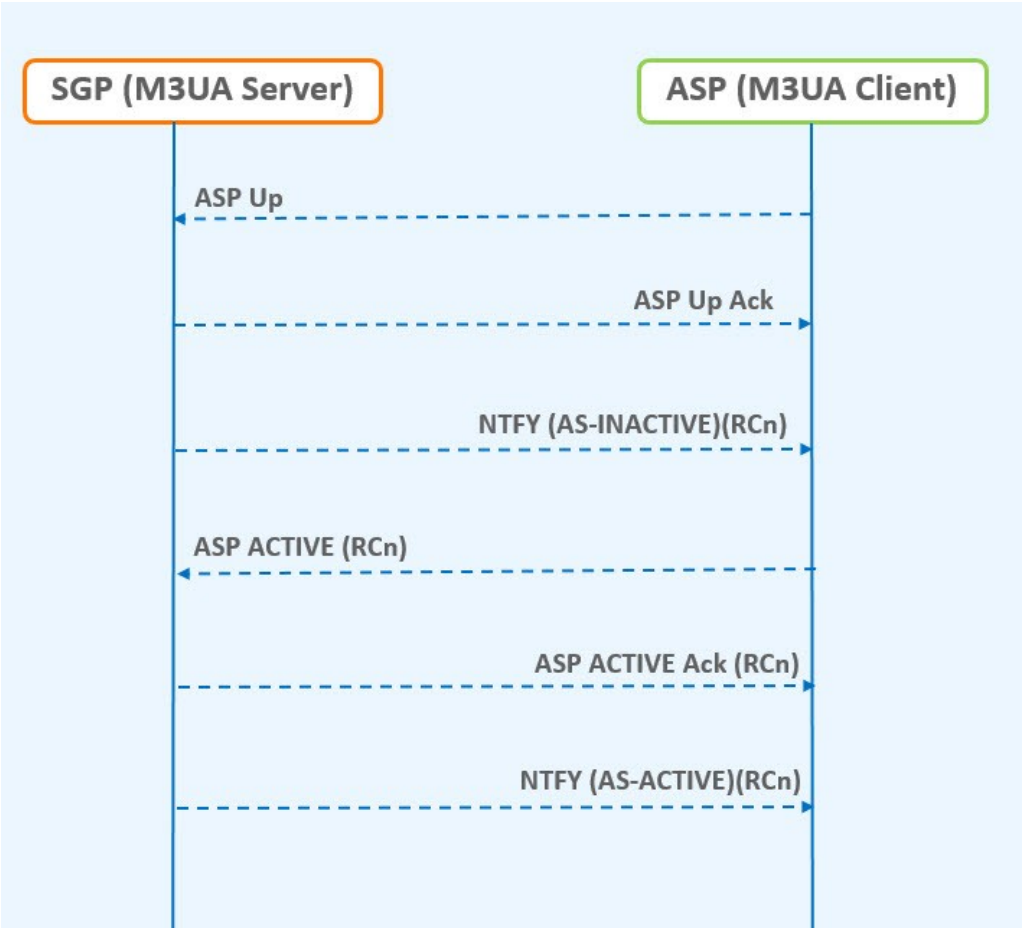 SGP (M3UA Server)
ASP (M3UA Client)
ASP Up
ASP Up Ack
NTFY (AS-INACTIVE)(RCn)
ASP ACTIVE (RCn)
ASP ACTIVE Ack (RCn)
NTFY (AS-ACTIVE)(RCn)